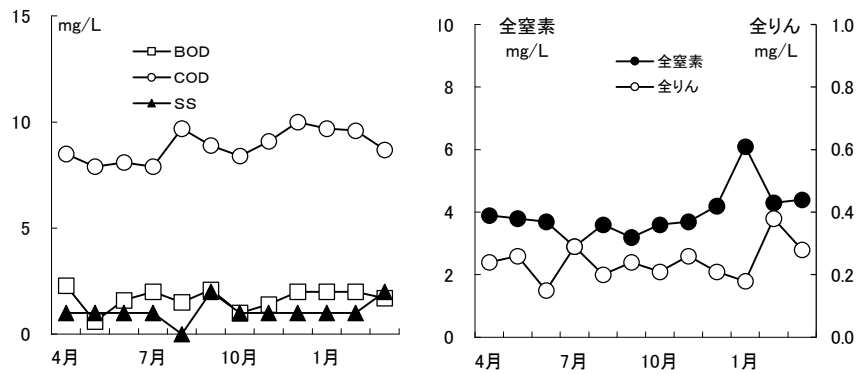 15
mg/L
BOD
COD
SS
10
5
0
4月 7月 10月 1月
10 全窒素 全りん 1.0
mg/L mg/L
全窒素
全りん
8 0.8
6 0.6
4 0.4
2 0.2
0 0.0
4月 7月 10月 1月